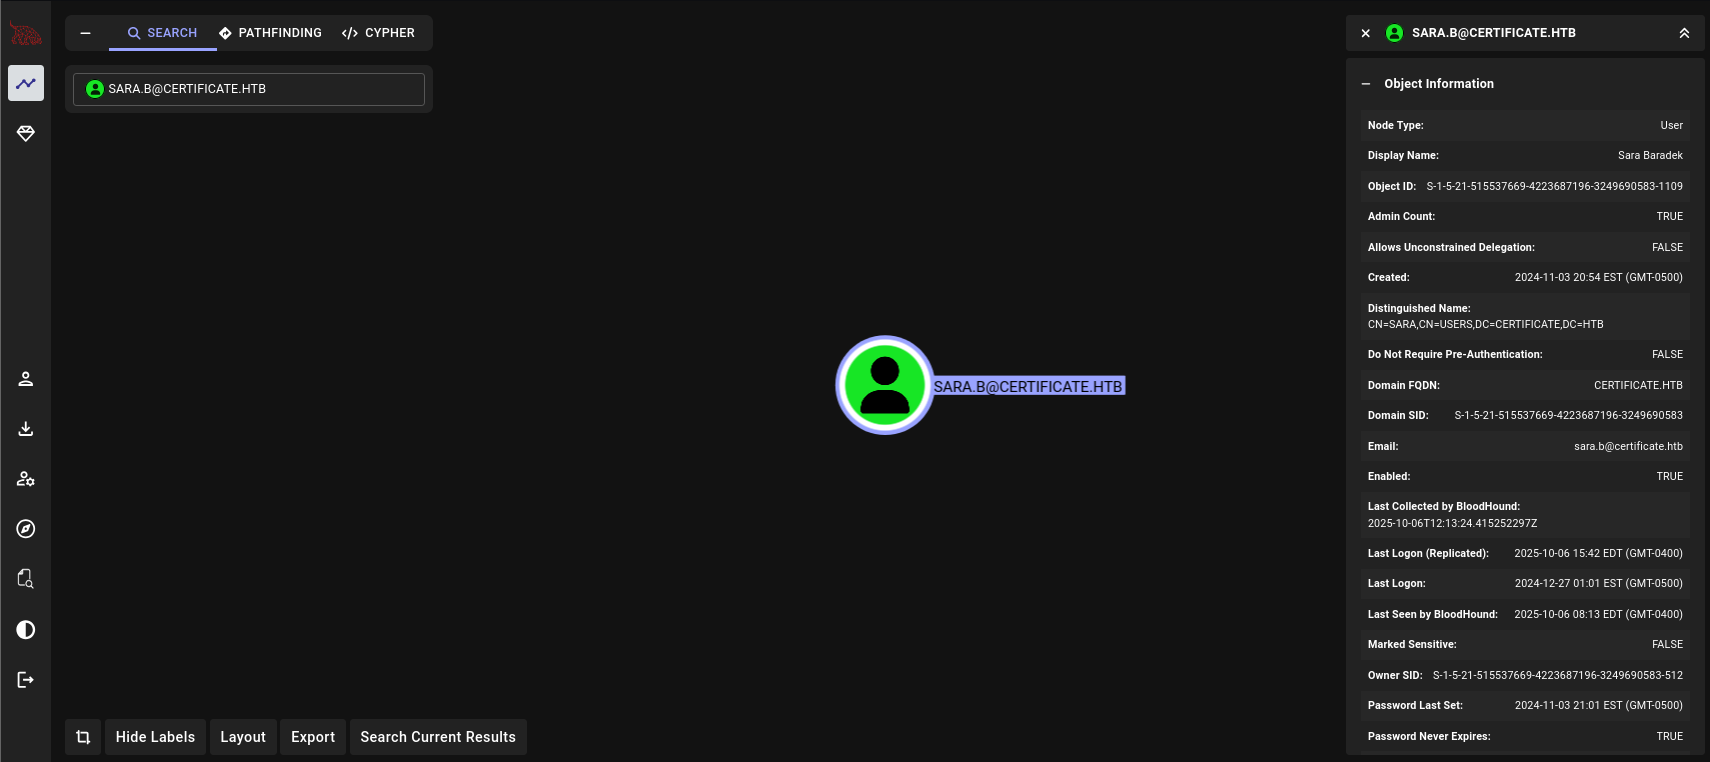 SEARCH
PATHFINDING
CYPHER
SARA.B@CERTIFICATE.HTB
SARA.B@CERTIFICATE.HTB
Hide Labels
Layout
Export
Search Current Results
SARA.B@CERTIFICATE.HTB
Object Information
Node Type: User
Display Name: Sara Baradek
Object ID: S-1-5-21-515537669-4223687196-3249690583-1109
Admin Count: TRUE
Allows Unconstrained Delegation: FALSE
Created: 2024-11-03 20:54 EST (GMT-0500)
Distinguished Name:
CN=SARA,CN=USERS,DC=CERTIFICATE,DC=HTB
Do Not Require Pre-Authentication: FALSE
Domain FQDN: CERTIFICATE.HTB
Domain SID: S-1-5-21-515537669-4223687196-3249690583
Email: sara.b@certificate.htb
Enabled: TRUE
Last Collected by BloodHound:
2025-10-06T12:13:24.415252297Z
Last Logon (Replicated): 2025-10-06 15:42 EDT (GMT-0400)
Last Logon: 2024-12-27 01:01 EST (GMT-0500)
Last Seen by BloodHound: 2025-10-06 08:13 EDT (GMT-0400)
Marked Sensitive: FALSE
Owner SID: S-1-5-21-515537669-4223687196-3249690583-512
Password Last Set: 2024-11-03 21:01 EST (GMT-0500)
Password Never Expires: TRUE